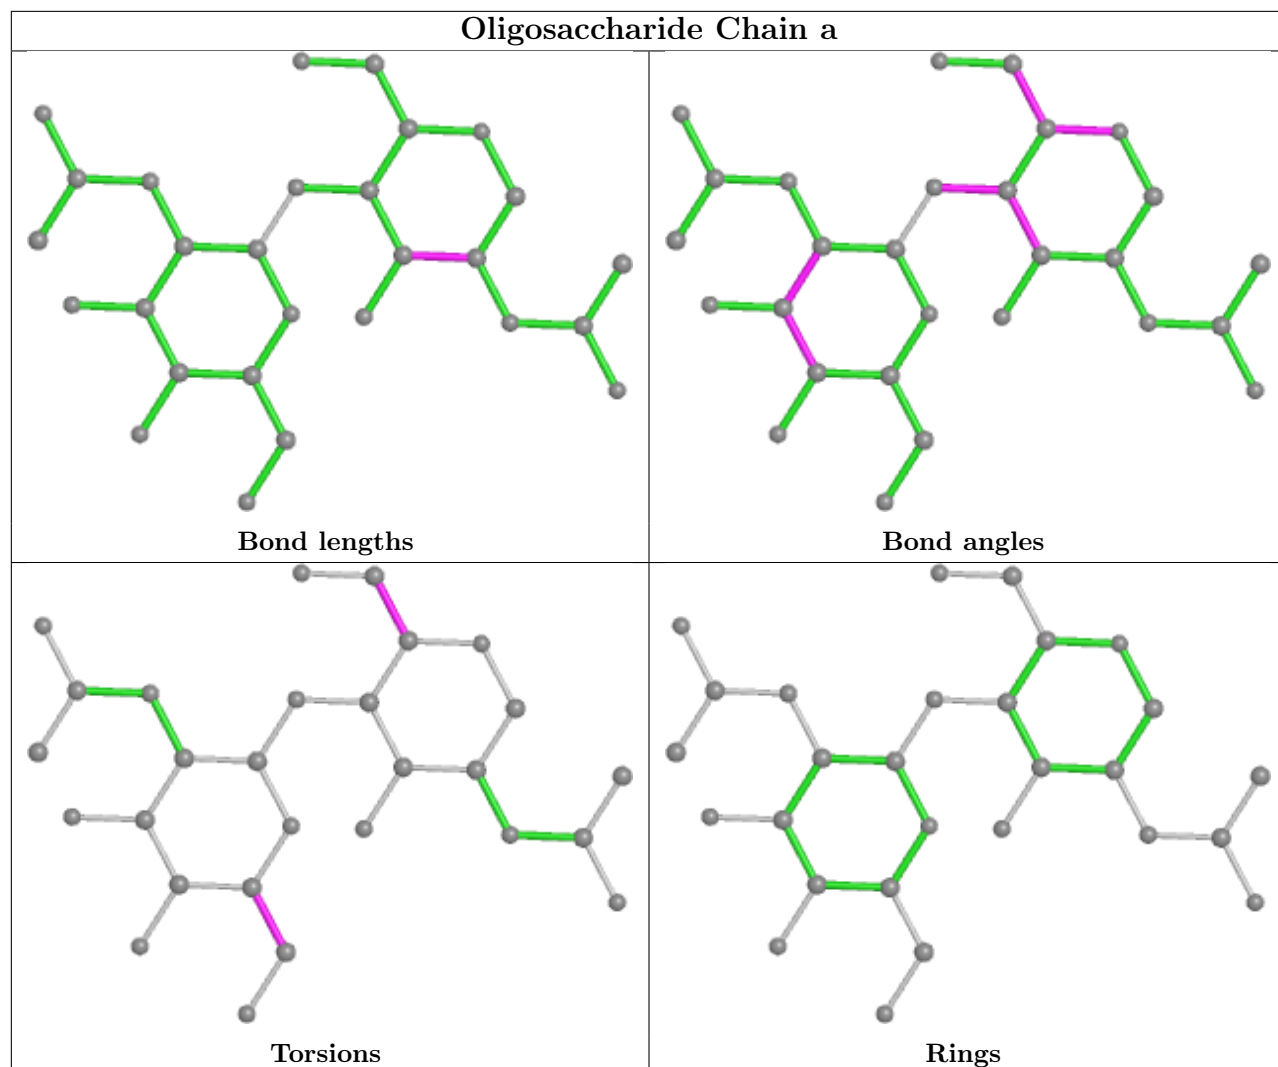 Oligosaccharide Chain a
Bond lengths
Bond angles
Torsions
Rings